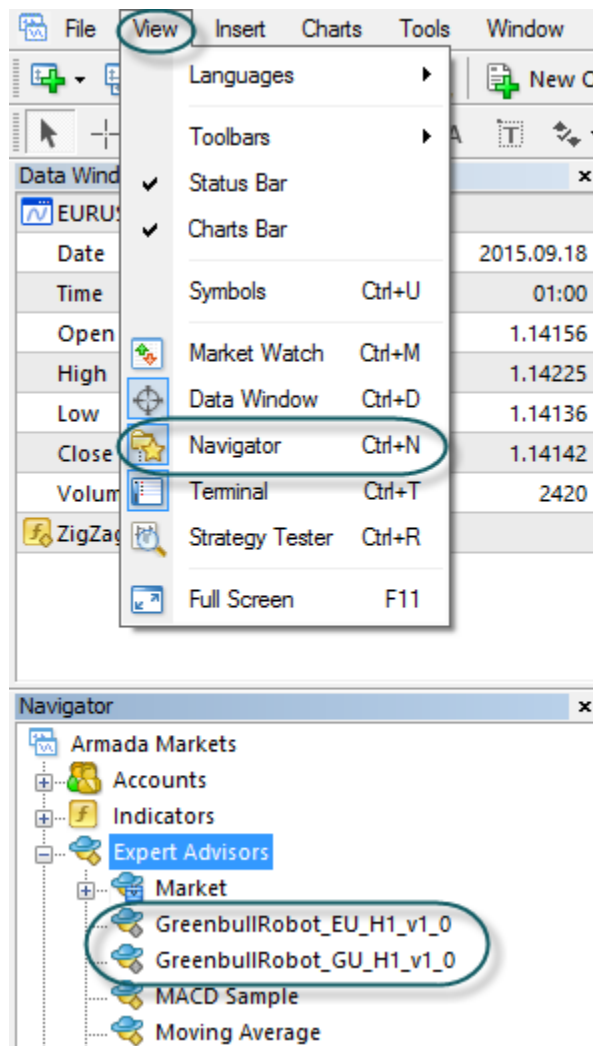 File View Insert Charts Tools Window
New
Languages
Toolbars
Data Wind
Status Bar
Charts Bar
Date 2015.09.18
Time Symbols Ctrl+U 01:00
Open Market Watch Ctrl+M 1.14156
High Data Window Ctrl+D 1.14225
Low 1.14136
Close Navigator Ctrl+N 1.14142
Volum Terminal Ctrl+T 2420
Strategy Tester Ctrl+R
Full Screen F11
Navigator
Armada Markets
Accounts
Indicators
Expert Advisors
Market
GreenbullRobot_EU_H1_v1_0
GreenbullRobot_GU_H1_v1_0
MACD Sample
Moving Average